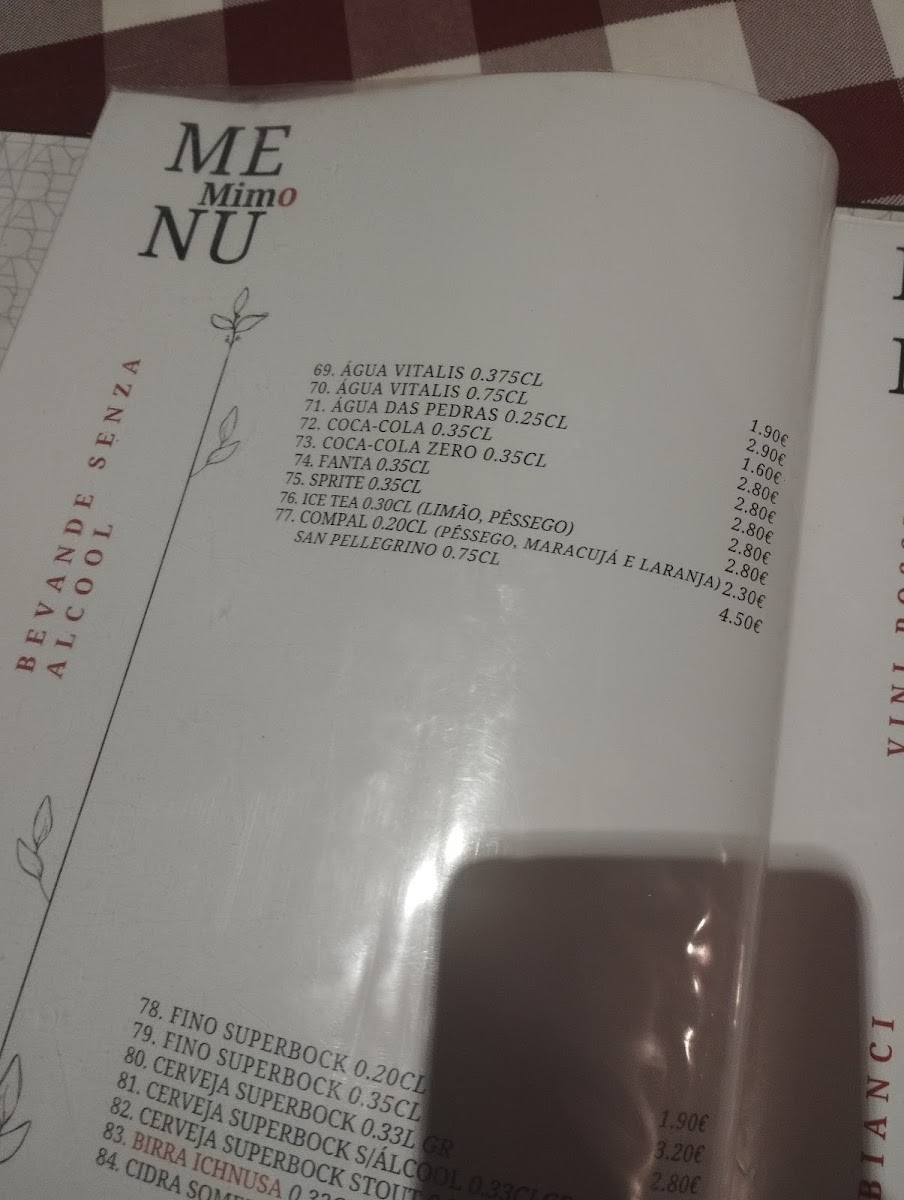 ME
Mimo
NU
BEVANDE SENZA
ALCOOL
69. ÁGUA VITALIS 0.375CL 1.90€
70. ÁGUA VITALIS 0.75CL 2.90€
71. ÁGUA DAS PEDRAS 0.25CL 1.60€
72. COCA-COLA 0.35CL 2.80€
73. COCA-COLA ZERO 0.35CL 2.80€
74. FANTA 0.35CL 2.80€
75. SPRITE 0.35CL 2.80€
76. ICE TEA 0.30CL (LIMÃO, PÊSSEGO) 2.80€
77. COMPAL 0.20CL (PÊSSEGO, MARACUJÁ E LARANJA) 2.30€
SAN PELLEGRINO 0.75CL 4.50€
78. FINO SUPERBOCK 0.20CL 1.90€
79. FINO SUPERBOCK 0.35CL 3.20€
80. CERVEJA SUPERBOCK 0.33L GR 2.80€
81. CERVEJA SUPERBOCK S/ÁLCOOL 0.33CL
82. CERVEJA SUPERBOCK STOUT
83. BIRRA ICHNUSA
84. CIDRA
VINI
BIANCI